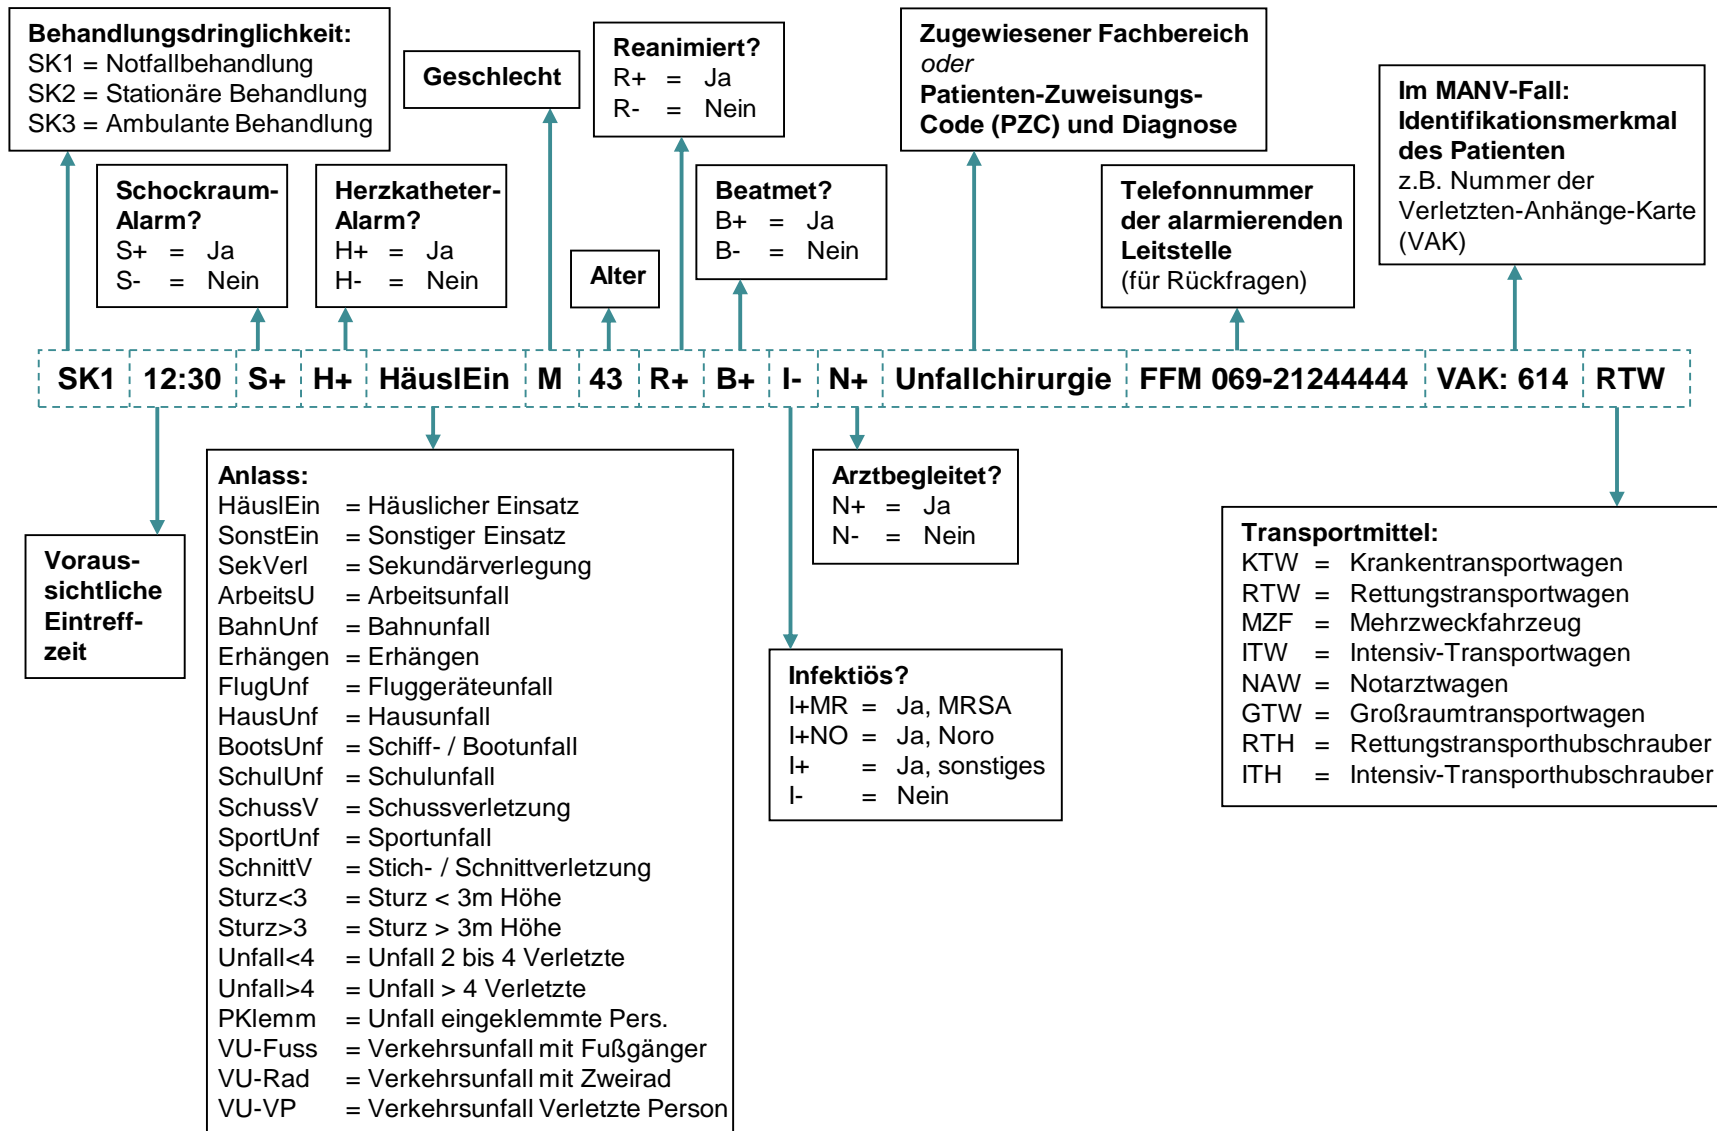 Behandlungsdringlichkeit:
SK1 = Notfallbehandlung
SK2 = Stationäre Behandlung
SK3 = Ambulante Behandlung
Schockraum-
Alarm?
S+ = Ja
S- = Nein
Herzkatheter-
Alarm?
H+ = Ja
H- = Nein
Geschlecht
Alter
Reanimiert?
R+ = Ja
R- = Nein
Beatmet?
B+ = Ja
B- = Nein
Zugewiesener Fachbereich
oder
Patienten-Zuweisungs-
Code (PZC) und Diagnose
Telefonnummer
der alarmierenden
Leitstelle
(für Rückfragen)
Im MANV-Fall:
Identifikationsmerkmal
des Patienten
z.B. Nummer der
Verletzten-Anhänge-Karte
(VAK)
SK1 12:30 S+ H+ HäuslEin M 43 R+ B+ I- N+ Unfallchirurgie FFM 069-21244444 VAK: 614 RTW
Voraus-
sichtliche
Eintreff-
zeit
Anlass:
HäuslEin = Häuslicher Einsatz
SonstEin = Sonstiger Einsatz
SekVerl = Sekundärverlegung
ArbeitsU = Arbeitsunfall
BahnUnf = Bahnunfall
Erhängen = Erhängen
FlugUnf = Fluggeräteunfall
HausUnf = Hausunfall
BootsUnf = Schiff- / Bootunfall
SchulUnf = Schulunfall
SchussV = Schussverletzung
SportUnf = Sportunfall
SchnittV = Stich- / Schnittverletzung
Sturz<3 = Sturz < 3m Höhe
Sturz>3 = Sturz > 3m Höhe
Unfall<4 = Unfall 2 bis 4 Verletzte
Unfall>4 = Unfall > 4 Verletzte
PKlemm = Unfall eingeklemmte Pers.
VU-Fuss = Verkehrsunfall mit Fußgänger
VU-Rad = Verkehrsunfall mit Zweirad
VU-VP = Verkehrsunfall Verletzte Person
Infektiös?
I+MR = Ja, MRSA
I+NO = Ja, Noro
I+ = Ja, sonstiges
I- = Nein
Arztbegleitet?
N+ = Ja
N- = Nein
Transportmittel:
KTW = Krankentransportwagen
RTW = Rettungstransportwagen
MZF = Mehrzweckfahrzeug
ITW = Intensiv-Transportwagen
NAW = Notarztwagen
GTW = Großraumtransportwagen
RTH = Rettungstransporthubschrauber
ITH = Intensiv-Transporthubschrauber